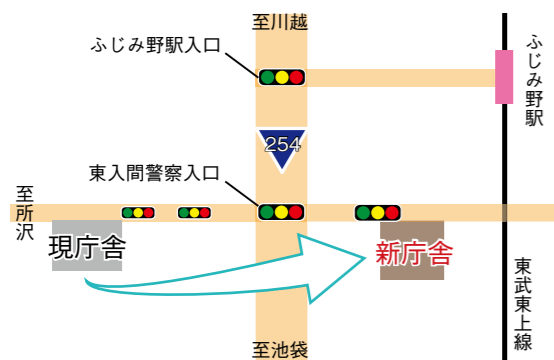 至川越
ふじみ野駅入口
ふじみ野駅
254
東入間警察入口
至所沢
現庁舎
新庁舎
東武東上線
至池袋